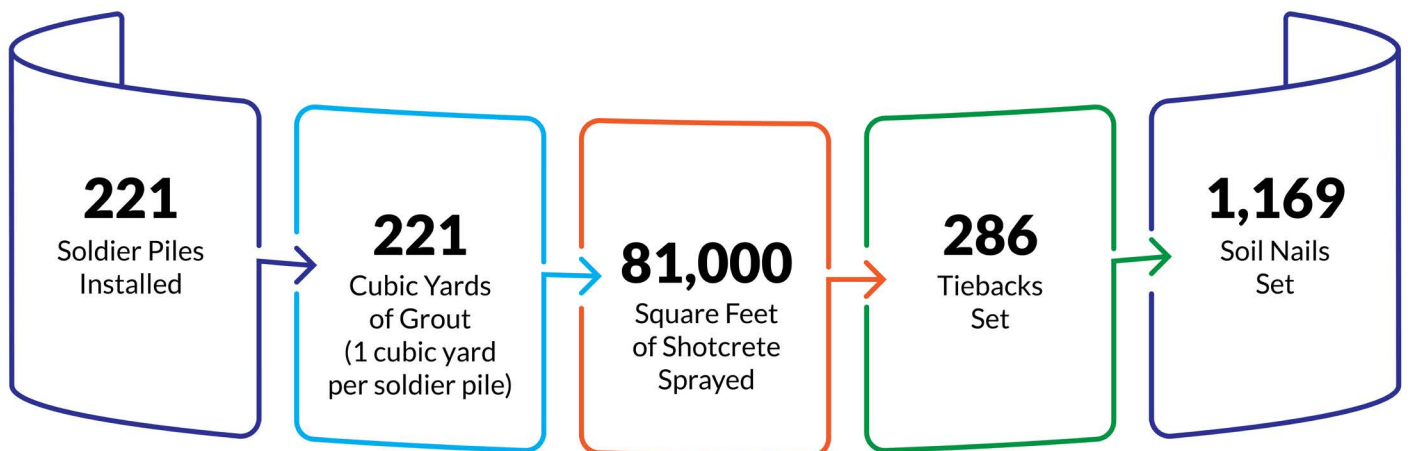 221
Soldier Piles
Installed
221
Cubic Yards
of Grout
(1 cubic yard
per soldier pile)
81,000
Square Feet
of Shotcrete
Sprayed
286
Tiebacks
Set
1,169
Soil Nails
Set